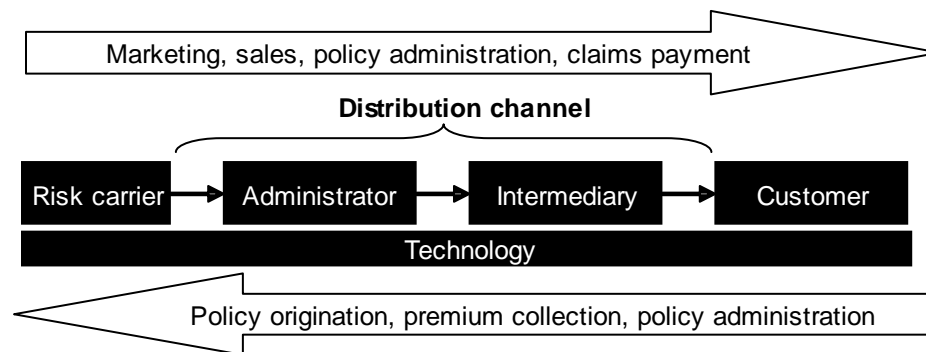 Marketing, sales, policy administration, claims payment
Distribution channel
Risk carrier
Administrator
Intermediary
Customer
Technology
Policy origination, premium collection, policy administration